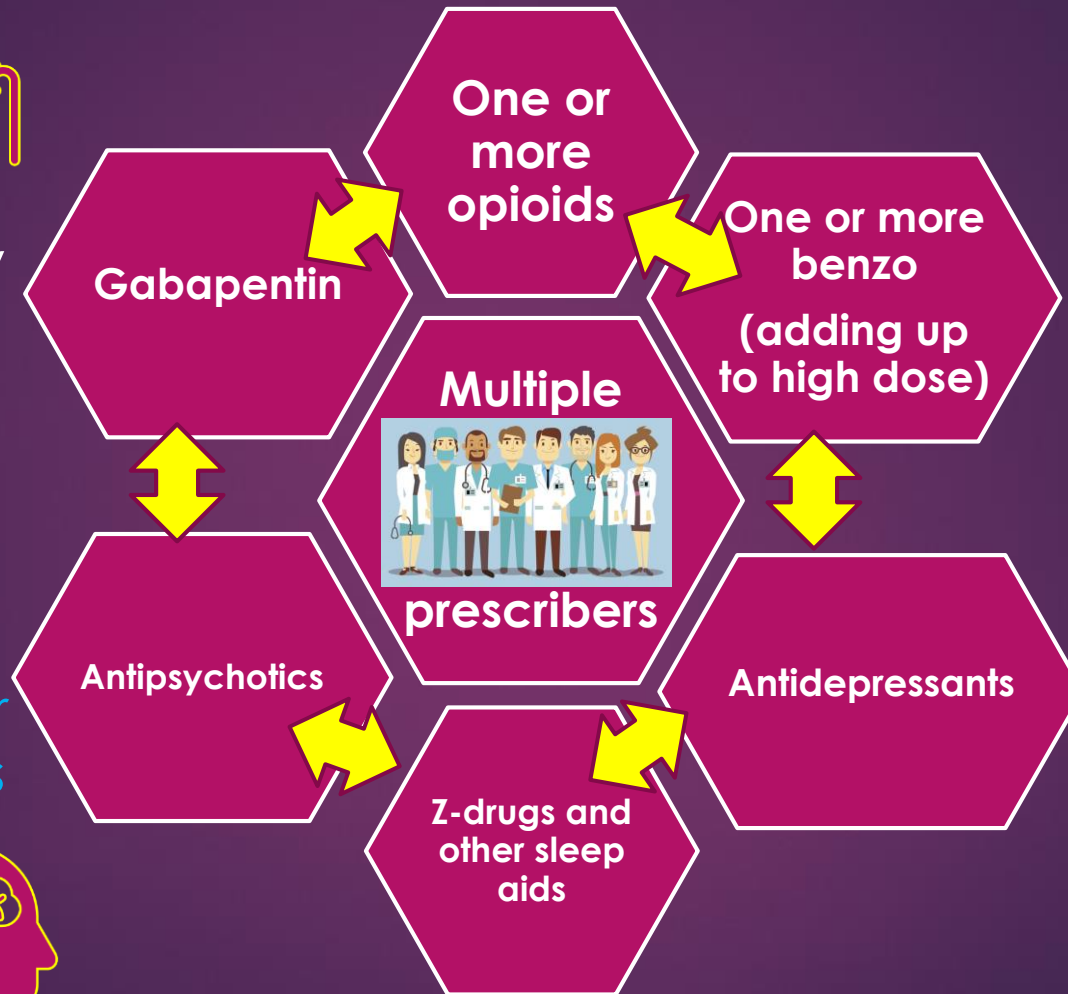 One or
more
opioids
One or more
benzo
(adding up
to high dose)
Gabapentin
Multiple
prescribers
Antipsychotics
Antidepressants
Z-drugs and
other sleep
aids